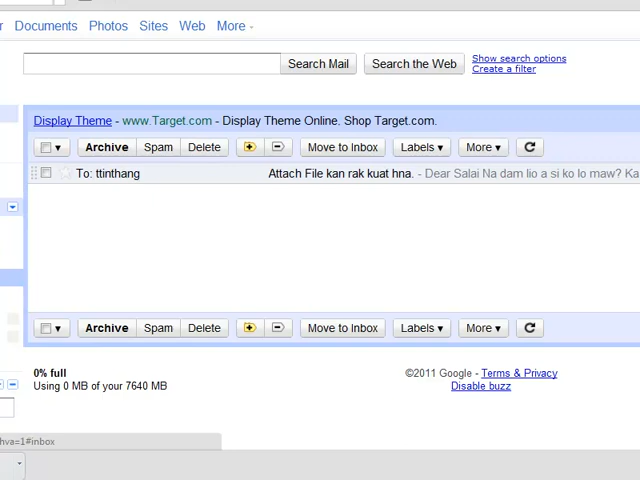 r Documents Photos Sites Web More
Search Mail Search the Web Show search options
Create a filter
Display Theme - www.Target.com - Display Theme Online. Shop Target.com.
Archive Spam Delete Move to Inbox Labels More
To: ttinthang Attach File kan rak kuat hna. - Dear Salai Na dam lio a si ko lo maw? Ka
Archive Spam Delete Move to Inbox Labels More
0% full ©2011 Google - Terms & Privacy
Using 0 MB of your 7640 MB Disable buzz
hva=1#inbox